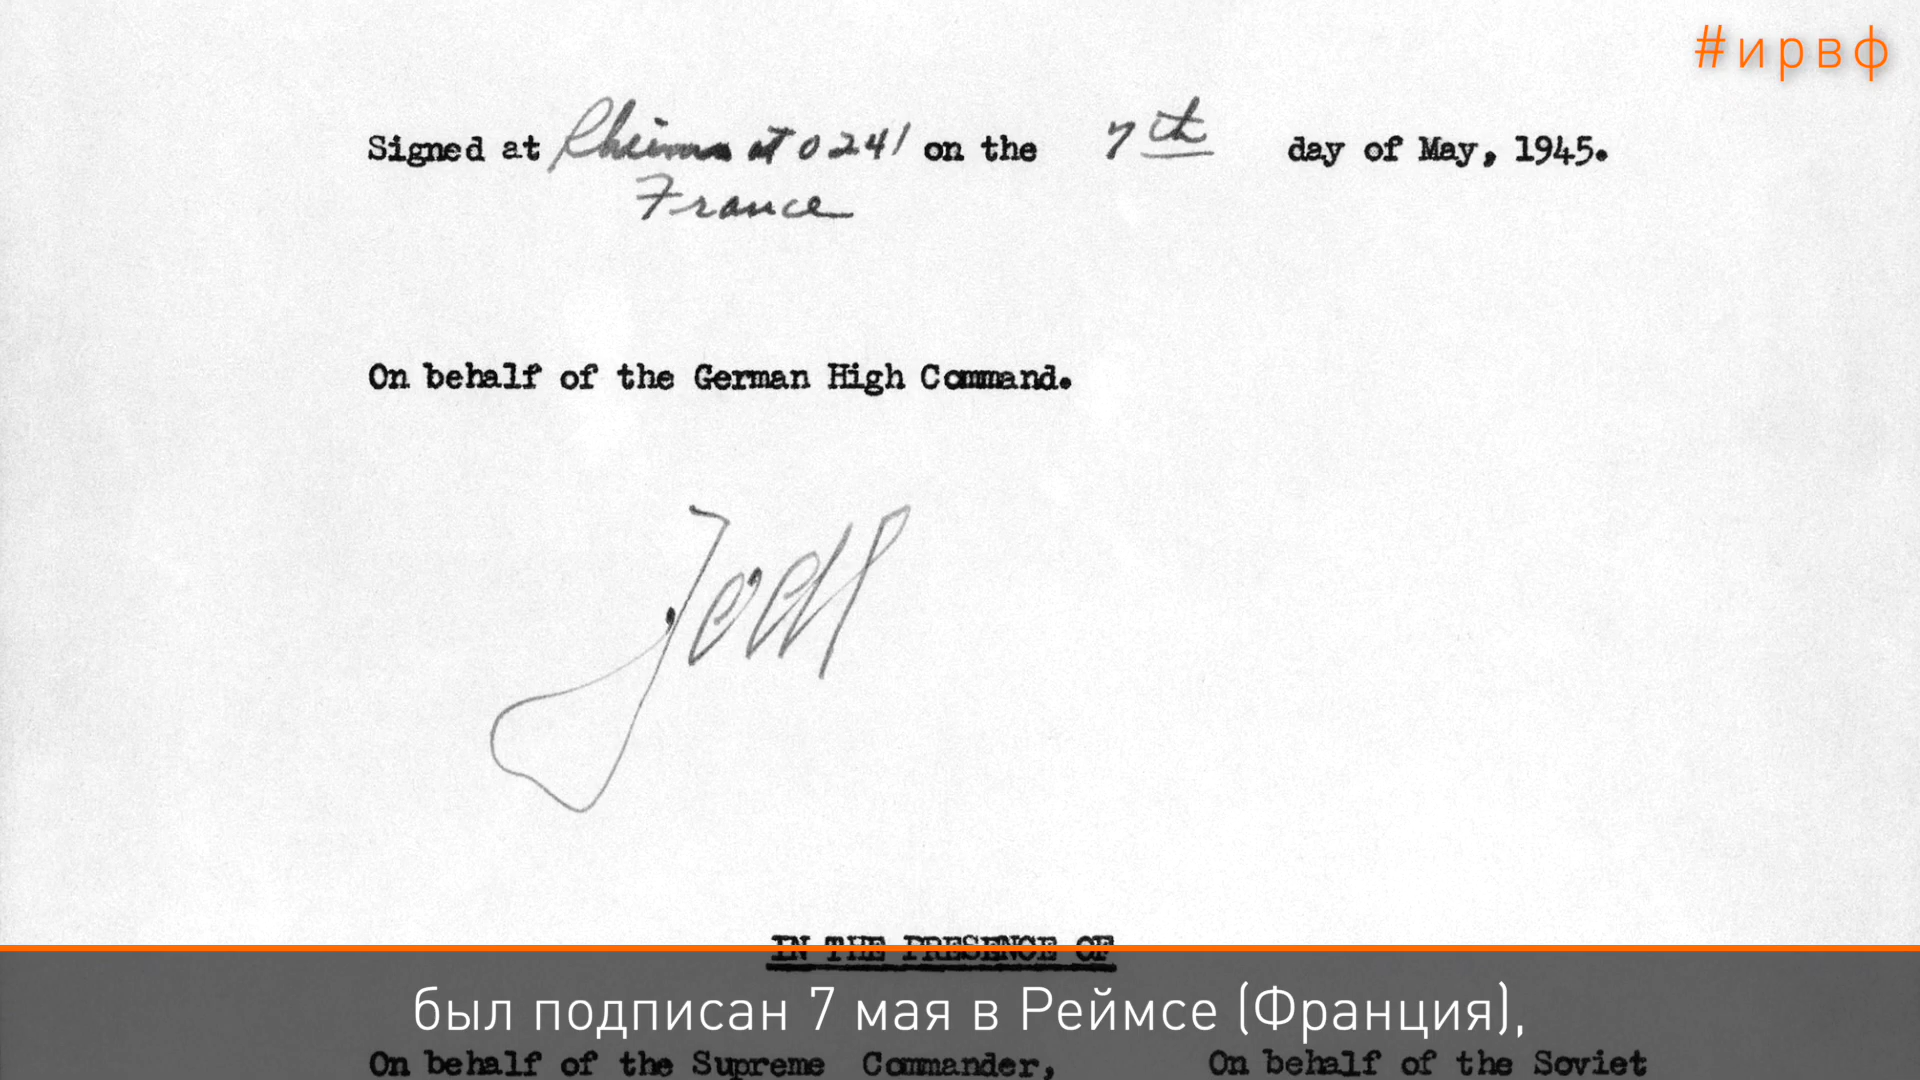 #ирвф
Signed at Rheims at 0241 on the 7th day of May, 1945.
France
On behalf of the German High Command.
Jodl
IN THE PRESENCE OF
был подписан 7 мая в Реймсе (Франция),
On behalf of the Supreme Commander, On behalf of the Soviet